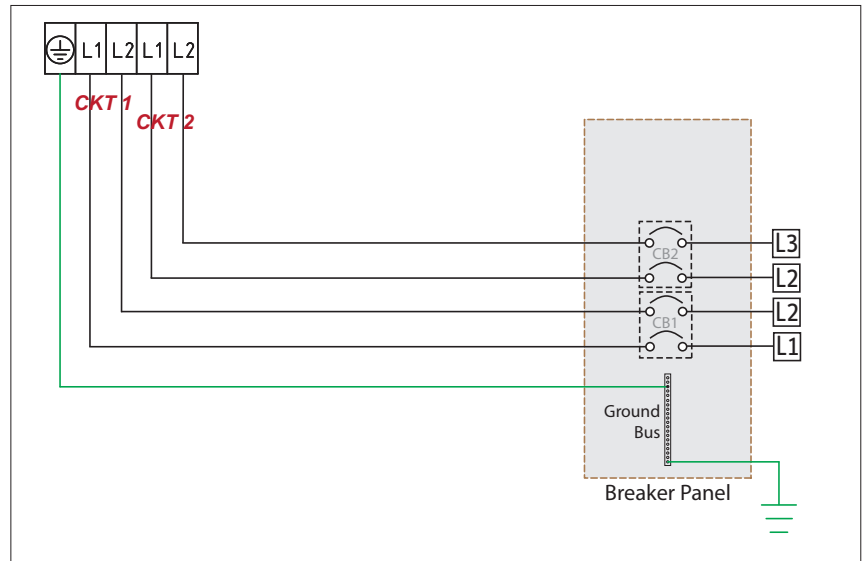 L1 L2 L1 L2
CKT 1
CKT 2
L3
CB2
L2
L2
CB1
L1
Ground
Bus
Breaker Panel